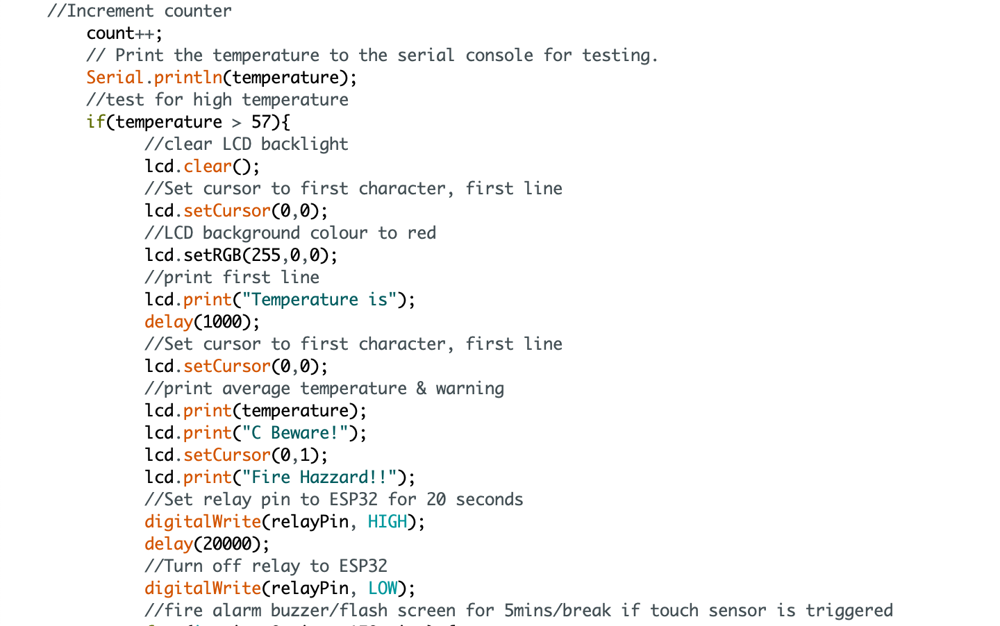 //Increment counter
count++;
// Print the temperature to the serial console for testing.
Serial.println(temperature);
//test for high temperature
if(temperature > 57){
//clear LCD backlight
lcd.clear();
//Set cursor to first character, first line
lcd.setCursor(0,0);
//LCD background colour to red
lcd.setRGB(255,0,0);
//print first line
lcd.print("Temperature is");
delay(1000);
//Set cursor to first character, first line
lcd.setCursor(0,0);
//print average temperature & warning
lcd.print(temperature);
lcd.print("C Beware!");
lcd.setCursor(0,1);
lcd.print("Fire Hazzard!!");
//Set relay pin to ESP32 for 20 seconds
digitalWrite(relayPin, HIGH);
delay(20000);
//Turn off relay to ESP32
digitalWrite(relayPin, LOW);
//fire alarm buzzer/flash screen for 5mins/break if touch sensor is triggered